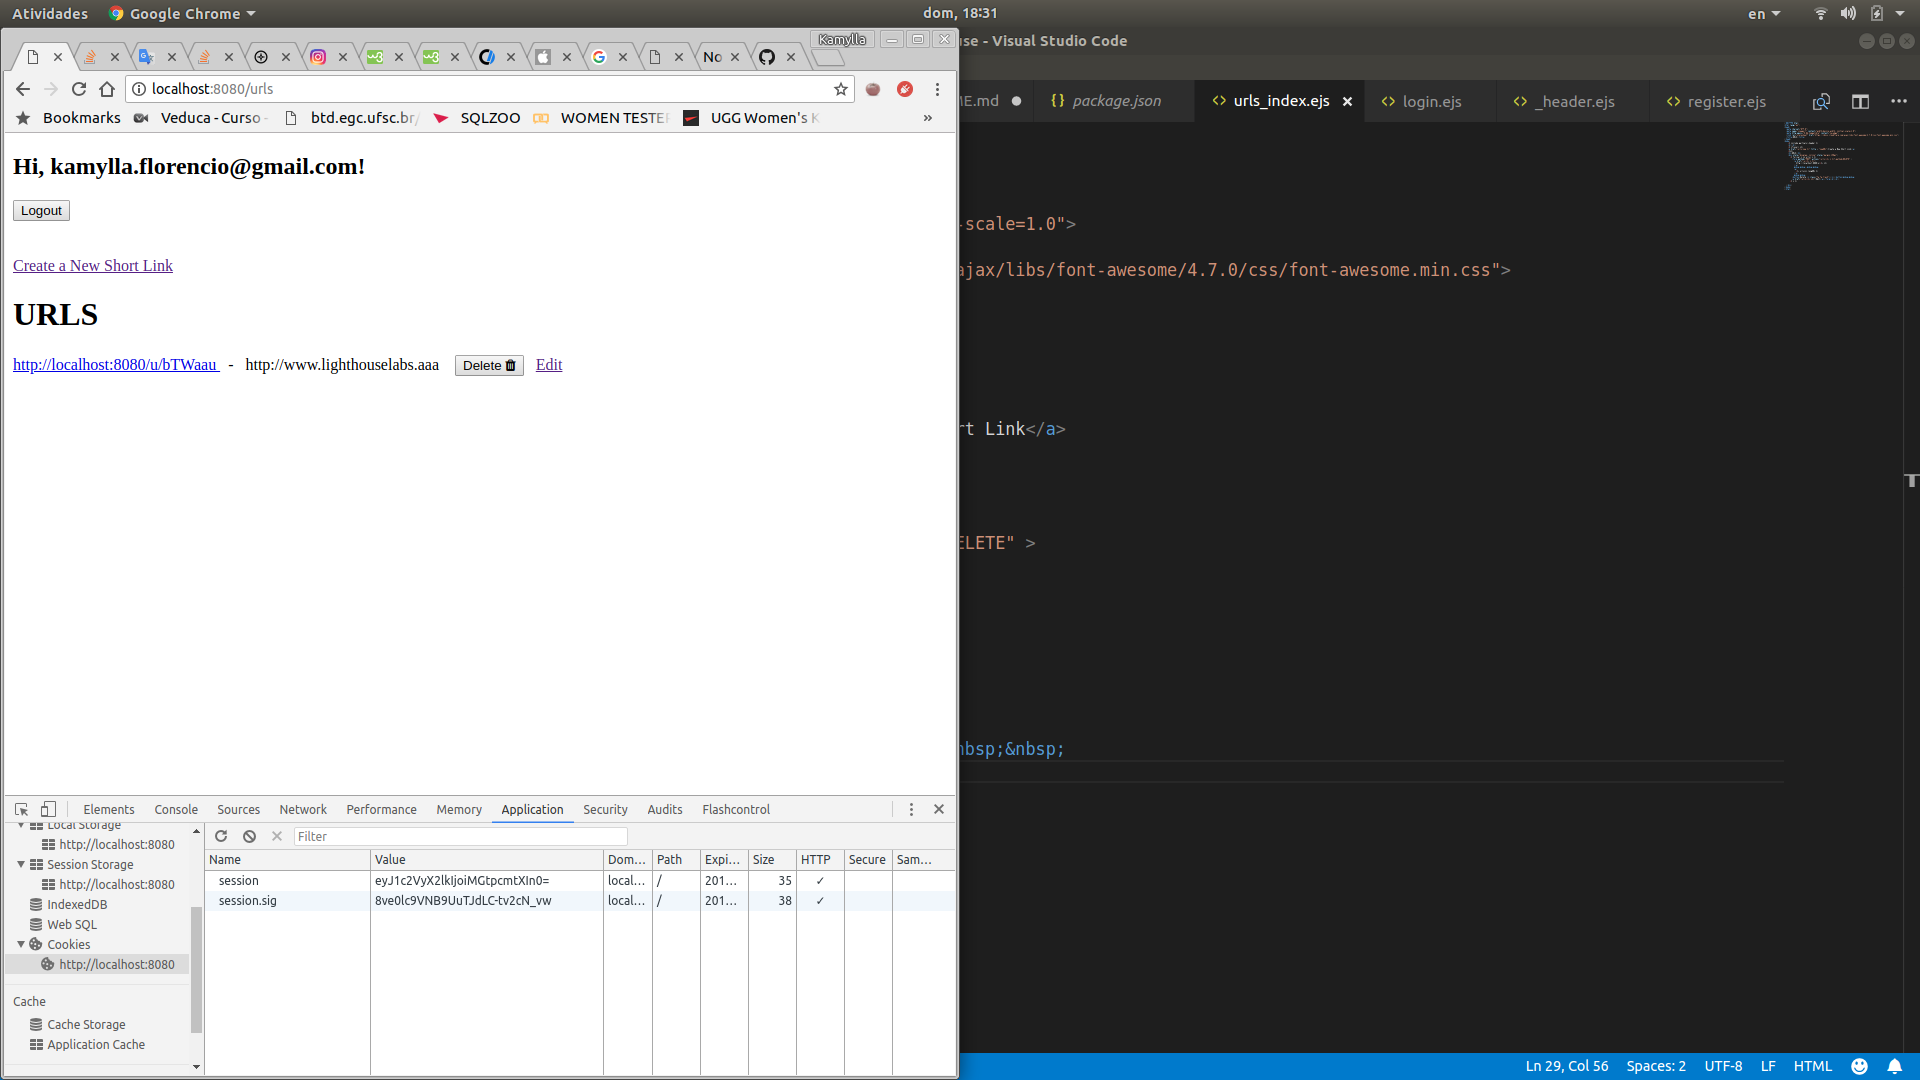 Atividades Google Chrome dom, 18:31 en
Kamylla
use - Visual Studio Code
No
localhost:8080/urls
Bookmarks Veduca - Curso btd.egc.ufsc.br/ SQLZOO WOMEN TESTER UGG Women's K »
ME.md package.json urls_index.ejs login.ejs _header.ejs register.ejs
Hi, kamylla.florencio@gmail.com!
Logout
Create a New Short Link
URLS
http://localhost:8080/u/bTWaau - http://www.lighthouselabs.aaa Delete Edit
-scale=1.0">
ajax/libs/font-awesome/4.7.0/css/font-awesome.min.css">
rt Link</a>
ELETE" >
nbsp;&nbsp;
Elements Console Sources Network Performance Memory Application Security Audits Flashcontrol
Local Storage
http://localhost:8080
Session Storage
http://localhost:8080
IndexedDB
Web SQL
Cookies
http://localhost:8080
Cache
Cache Storage
Application Cache
Filter
Name Value Dom... Path Expi... Size HTTP Secure Sam...
session eyJ1c2VyX2lkIjoiMGtpcmtXIn0= local... / 201... 35 ✓
session.sig 8ve0lc9VNB9UuTJdLC-tv2cN_vw local... / 201... 38 ✓
Ln 29, Col 56 Spaces: 2 UTF-8 LF HTML